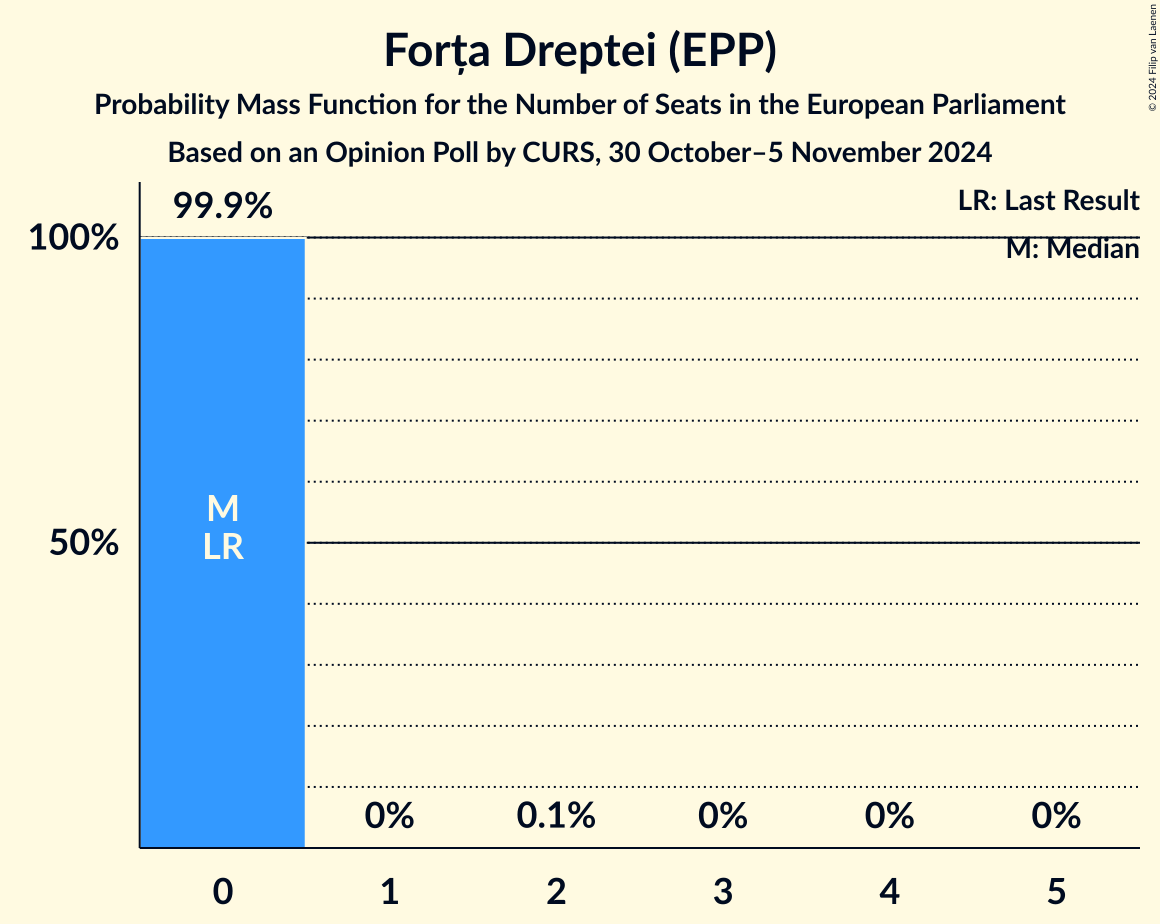 Forța Dreptei (EPP)
Probability Mass Function for the Number of Seats in the European Parliament
Based on an Opinion Poll by CURS, 30 October–5 November 2024
© 2024 Filip van Laenen
LR: Last Result
M: Median
99.9%
100%
50%
M
LR
0% 0.1% 0% 0% 0%
0 1 2 3 4 5